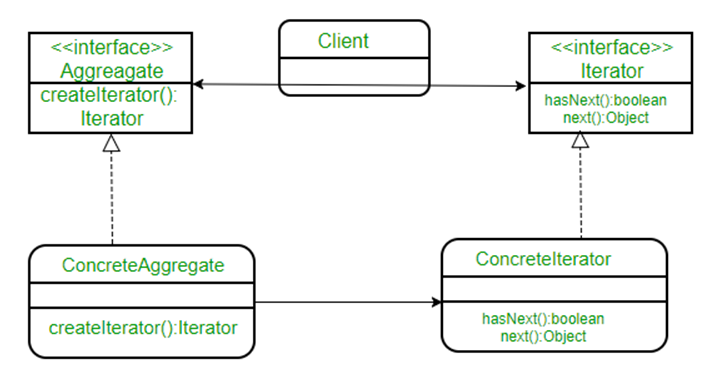 <<interface>>
Aggreagate
createIterator():
Iterator
Client
<<interface>>
Iterator
hasNext():boolean
next():Object
ConcreteAggregate
createIterator():Iterator
ConcreteIterator
hasNext():boolean
next():Object